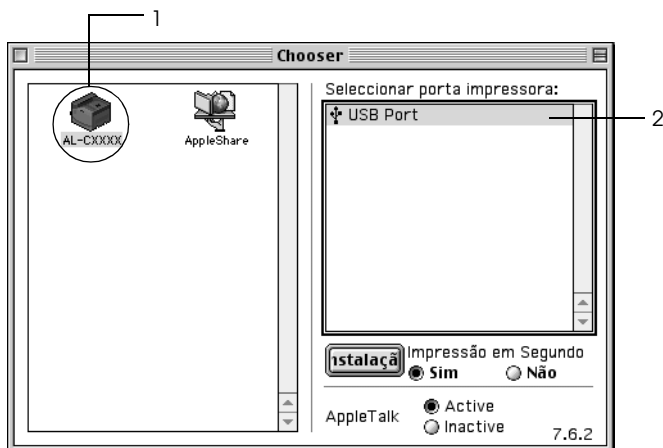 1
Chooser
Seleccionar porta impressora:
USB Port
2
AL-CXXXX
AppleShare
nstalaçã
Impressão em Segundo
Sim
Não
AppleTalk
Active
Inactive
7.6.2